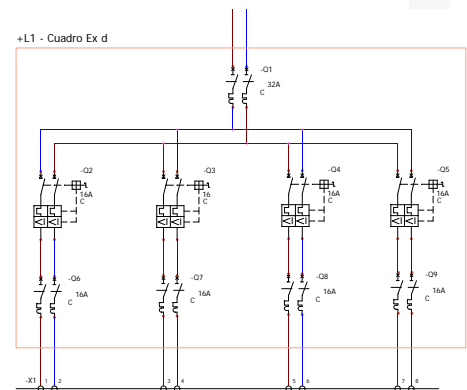 +L1 - Cuadro Ex d
-Q1
32A
C
-Q2
16A
C
-Q3
16
C
-Q4
16A
C
-Q5
16A
C
-Q6
16A
C
-Q7
16A
C
-Q8
16A
C
-Q9
16A
C
-X1 1 2 3 4 5 6 7 8